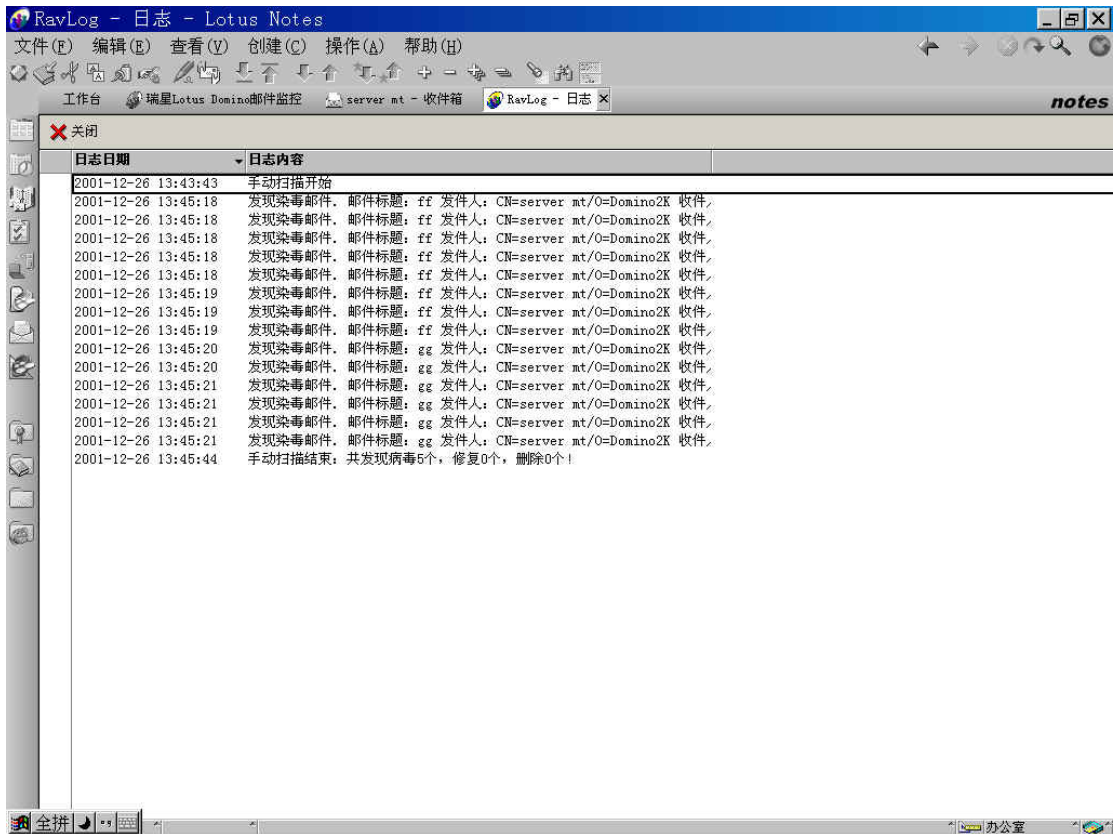 RavLog - 日志 - Lotus Notes
文件(F) 编辑(E) 查看(V) 创建(C) 操作(A) 帮助(H)
工作台 瑞星Lotus Domino邮件监控 server mt - 收件箱 RavLog - 日志
notes
关闭
日志日期 日志内容
2001-12-26 13:43:43 手动扫描开始
2001-12-26 13:45:18 发现染毒邮件. 邮件标题: ff 发件人: CN=server mt/O=Domino2K 收件
2001-12-26 13:45:18 发现染毒邮件. 邮件标题: ff 发件人: CN=server mt/O=Domino2K 收件
2001-12-26 13:45:18 发现染毒邮件. 邮件标题: ff 发件人: CN=server mt/O=Domino2K 收件
2001-12-26 13:45:18 发现染毒邮件. 邮件标题: ff 发件人: CN=server mt/O=Domino2K 收件
2001-12-26 13:45:18 发现染毒邮件. 邮件标题: ff 发件人: CN=server mt/O=Domino2K 收件
2001-12-26 13:45:19 发现染毒邮件. 邮件标题: ff 发件人: CN=server mt/O=Domino2K 收件
2001-12-26 13:45:19 发现染毒邮件. 邮件标题: ff 发件人: CN=server mt/O=Domino2K 收件
2001-12-26 13:45:19 发现染毒邮件. 邮件标题: ff 发件人: CN=server mt/O=Domino2K 收件
2001-12-26 13:45:20 发现染毒邮件. 邮件标题: gg 发件人: CN=server mt/O=Domino2K 收件
2001-12-26 13:45:20 发现染毒邮件. 邮件标题: gg 发件人: CN=server mt/O=Domino2K 收件
2001-12-26 13:45:21 发现染毒邮件. 邮件标题: gg 发件人: CN=server mt/O=Domino2K 收件
2001-12-26 13:45:21 发现染毒邮件. 邮件标题: gg 发件人: CN=server mt/O=Domino2K 收件
2001-12-26 13:45:21 发现染毒邮件. 邮件标题: gg 发件人: CN=server mt/O=Domino2K 收件
2001-12-26 13:45:21 发现染毒邮件. 邮件标题: gg 发件人: CN=server mt/O=Domino2K 收件
2001-12-26 13:45:44 手动扫描结束: 共发现病毒5个, 修复0个, 删除0个!
全拼
办公室